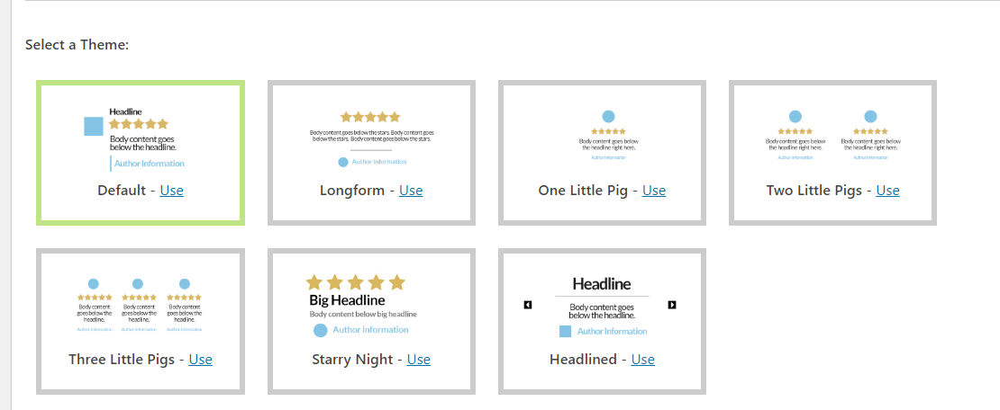 Select a Theme:
Headline
Body content goes
below the headline.
Author Information
Default - Use
Body content goes below the stars. Body content goes
below the stars. Body content goes below the stars.
Author Information
Longform - Use
Body content goes below
the headline right here.
Author Information
One Little Pig - Use
Body content goes below
the headline right here.
Author Information
Body content goes below
the headline right here.
Author Information
Two Little Pigs - Use
Body content
goes below the
headline.
Author Information
Body content
goes below the
headline.
Author Information
Body content
goes below the
headline.
Author Information
Three Little Pigs - Use
Big Headline
Body content below big headline
Author Information
Starry Night - Use
Headline
Body content goes
below the headline.
Author Information
Headlined - Use